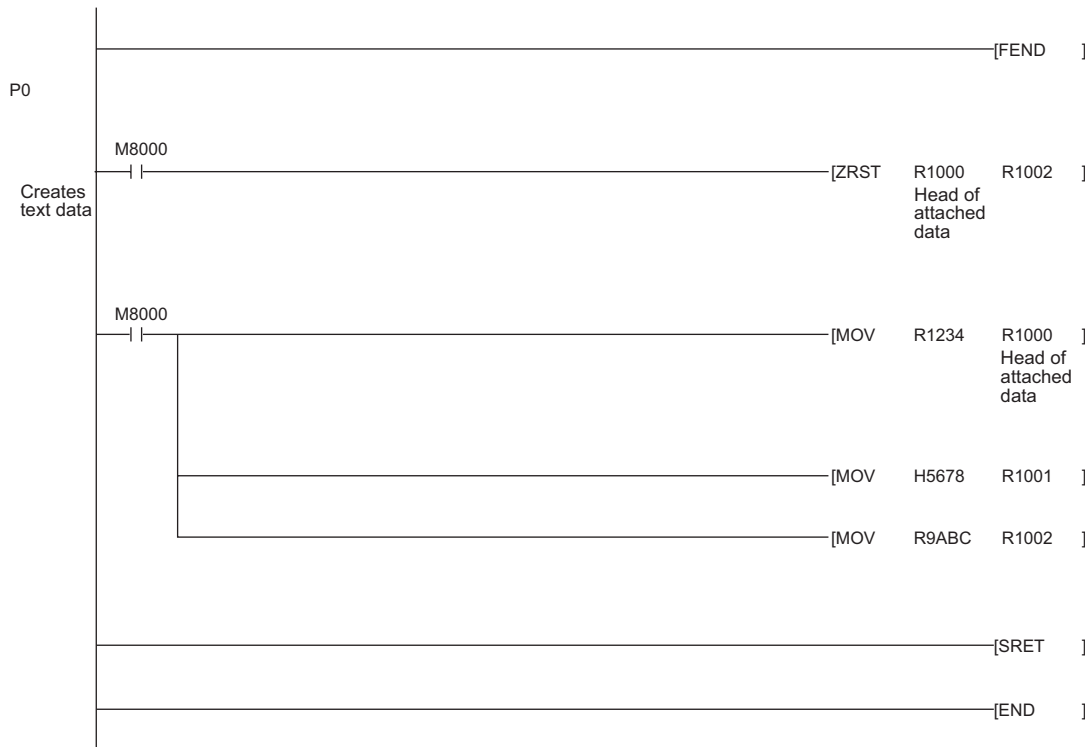 [FEND ]
P0
M8000
[ZRST R1000 R1002 ]
Creates
text data
Head of
attached
data
M8000
[MOV R1234 R1000 ]
Head of
attached
data
[MOV H5678 R1001 ]
[MOV R9ABC R1002 ]
[SRET ]
[END ]